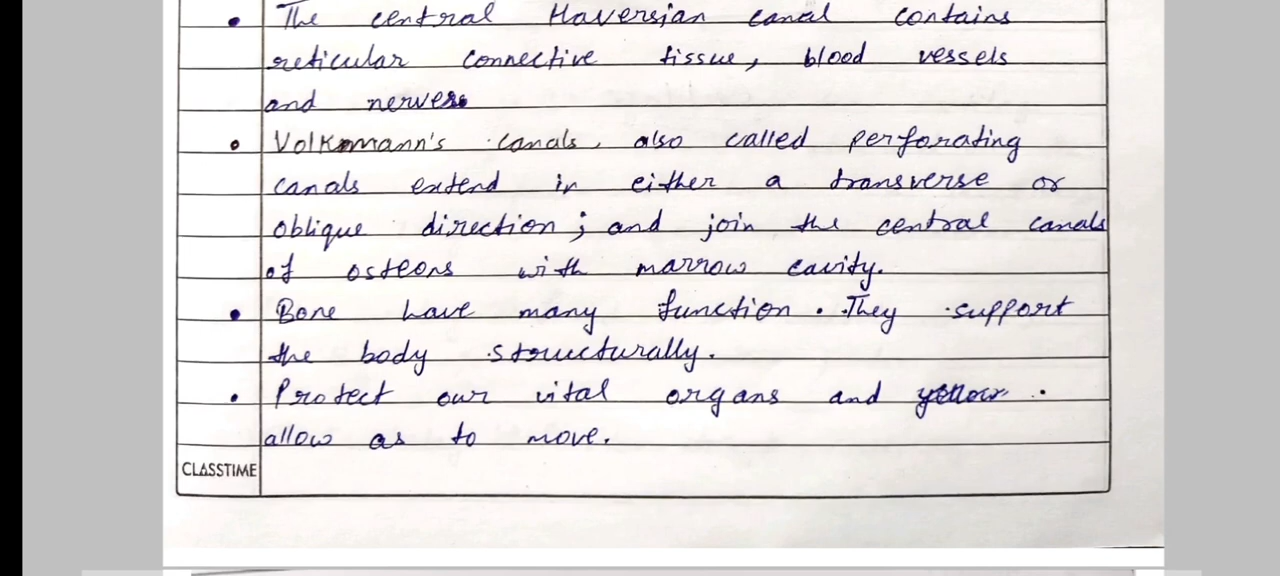 • The central Haversian canal contains
reticular connective tissue, blood vessels
and nerves
• Volkmann's canals, also called perforating
canals extend in either a transverse or
oblique direction; and join the central canals
of osteons with marrow cavity.
• Bone have many function. They support
the body structurally.
• Protect our vital organs and yellow
allow as to move.
CLASSTIME